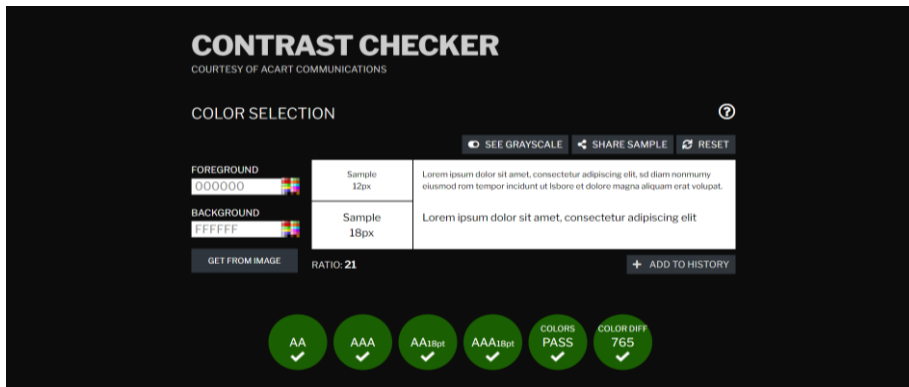 CONTRAST CHECKER
COURTESY OF ACART COMMUNICATIONS
COLOR SELECTION
?
SEE GRAYSCALE
SHARE SAMPLE
RESET
FOREGROUND
000000
BACKGROUND
FFFFFF
GET FROM IMAGE
Sample
12px
Lorem ipsum dolor sit amet, consectetur adipiscing elit, sd diam nonmumy
eiusmod rom tempor incidunt ut lsbore et dolore magna aliquam erat volupat.
Sample
18px
Lorem ipsum dolor sit amet, consectetur adipiscing elit
RATIO: 21
+ ADD TO HISTORY
AA
AAA
AA18pt
AAA18pt
COLORS
PASS
COLOR DIFF
765